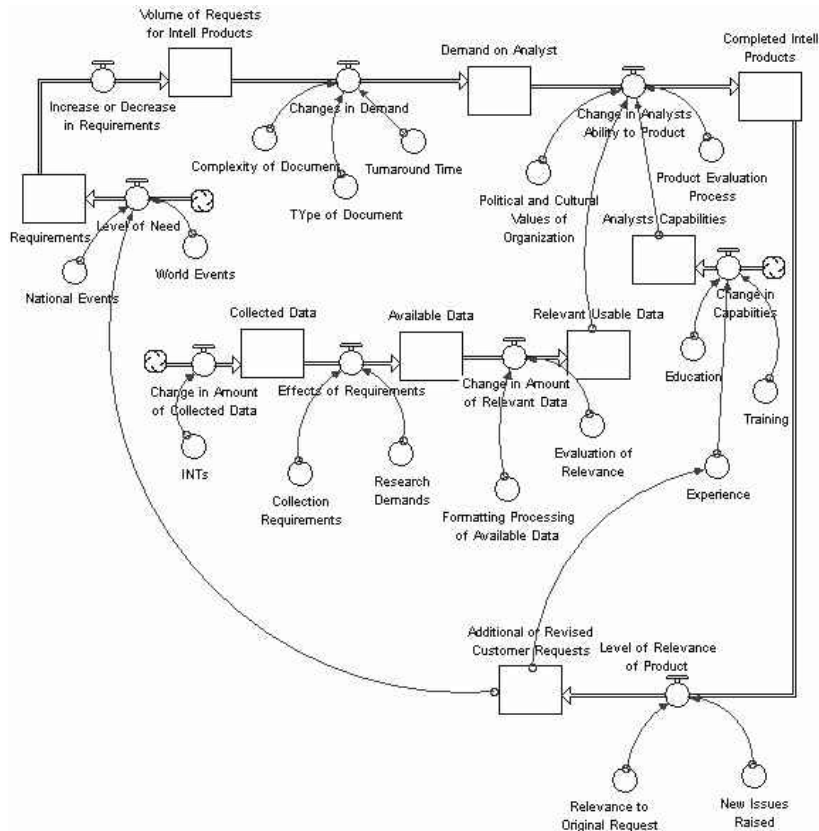 Volume of Requests
for Intell Products
Completed Intell
Products
Demand on Analyst
Increase or Decrease
in Requirements
Changes in Demand
Change in Analysts
Ability to Product
Complexity of Document
Turnaround Time
TYpe of Document
Product Evaluation
Process
Political and Cultural
Values of
Organization
Analysts Capabilities
Requirements
Level of Need
World Events
National Events
Change in
Capabiities
Education
Training
Experience
Collected Data
Available Data
Relevant Usable Data
Change in Amount
of Collected Data
Effects of Requirements
Change in Amount
of Relevant Data
INTs
Collection
Requirements
Research
Demands
Formatting Processing
of Available Data
Evaluation of
Relevance
Additional or Revised
Customer Requests
Level of Relevance
of Product
Relevance to
Original Request
New Issues
Raised